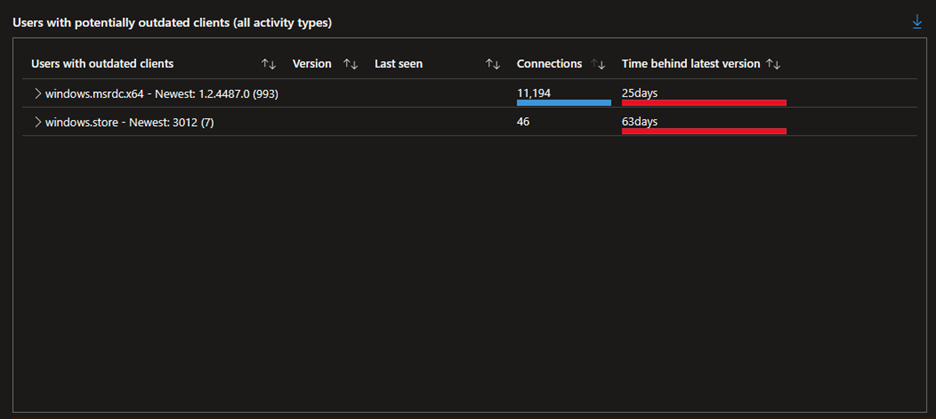 Users with potentially outdated clients (all activity types)
Users with outdated clients ↑↓ Version ↑↓ Last seen ↑↓ Connections ↑↓ Time behind latest version ↑↓
windows.msrdc.x64 - Newest: 1.2.4487.0 (993) 11,194 25days
windows.store - Newest: 3012 (7) 46 63days